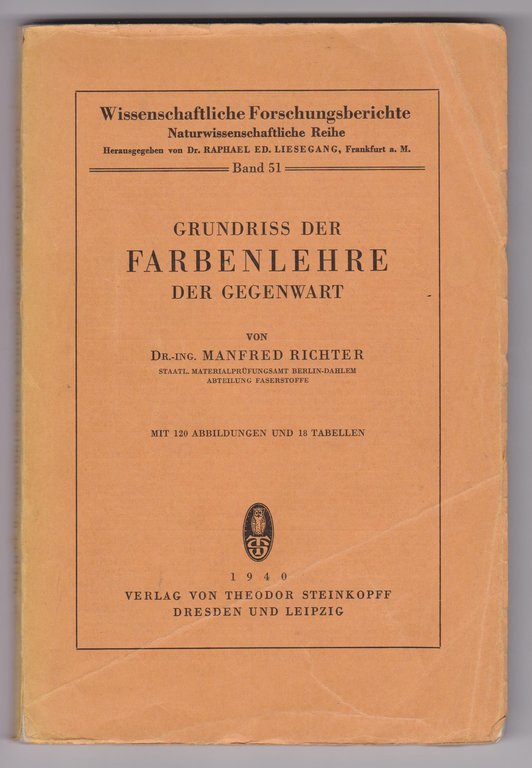 Wissenschaftliche Forschungsberichte
Naturwissenschaftliche Reihe
Herausgegeben von Dr. RAPHAEL ED. LIESEGANG, Frankfurt a. M.
Band 51
GRUNDRISS DER
FARBENLEHRE
DER GEGENWART
VON
DR.-ING. MANFRED RICHTER
STAATL. MATERIALPRÜFUNGSAMT BERLIN-DAHLEM
ABTEILUNG FASERSTOFFE
MIT 120 ABBILDUNGEN UND 18 TABELLEN
1940
VERLAG VON THEODOR STEINKOPFF
DRESDEN UND LEIPZIG